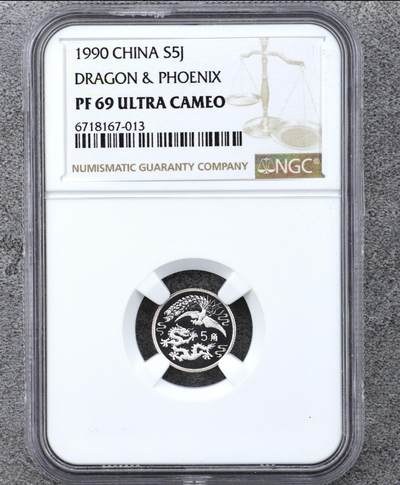 1990 CHINA S5J
DRAGON & PHOENIX
PF 69 ULTRA CAMEO
6718167-013
NUMISMATIC GUARANTY COMPANY
NGC
5角